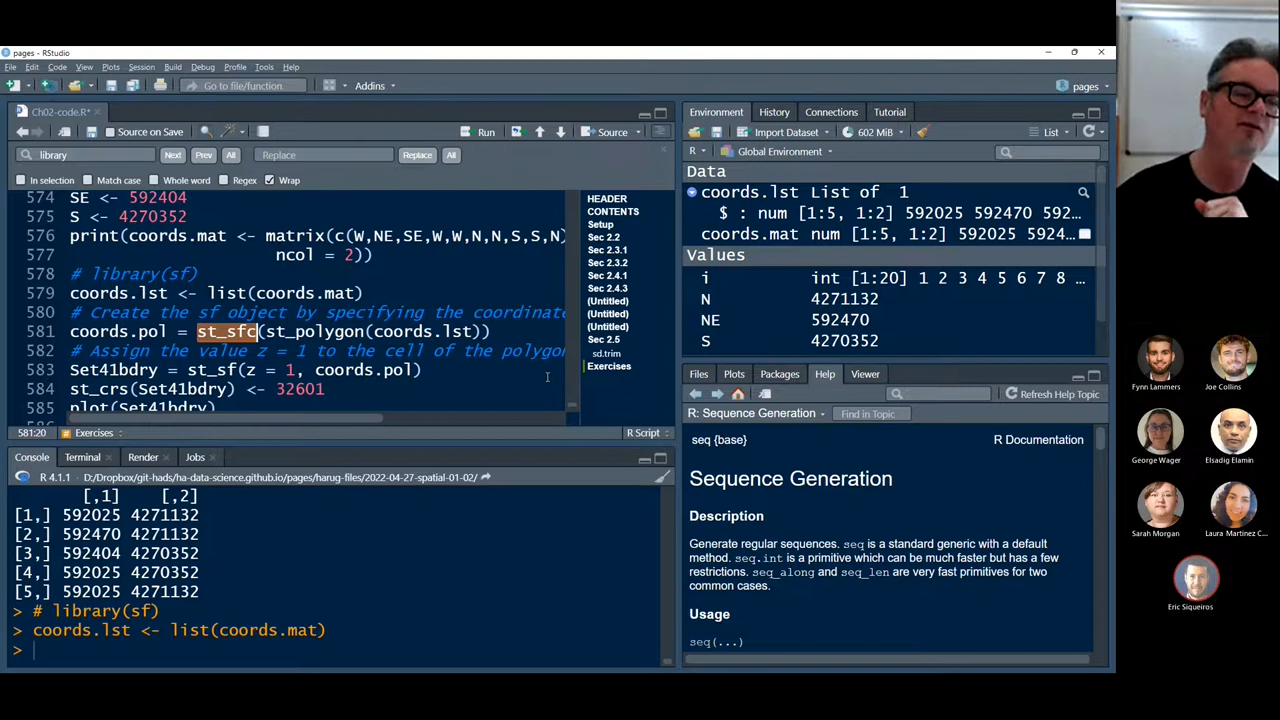 pages - RStudio
File Edit Code View Plots Session Build Debug Profile Tools Help
Go to file/function
Addins
pages
Ch02-code.R*
Source on Save
Run
Source
library
Next
Prev
All
Replace
Replace
All
In selection
Match case
Whole word
Regex
Wrap
574 SE <- 592404
575 S <- 4270352
576 print(coords.mat <- matrix(c(W,NE,SE,W,W,N,N,S,S,N)
577 ncol = 2))
578 # library(sf)
579 coords.lst <- list(coords.mat)
580 # Create the sf object by specifying the coordinate
581 coords.pol = st_sfc(st_polygon(coords.lst))
582 # Assign the value z = 1 to the cell of the polygon
583 Set41bdry = st_sf(z = 1, coords.pol)
584 st_crs(Set41bdry) <- 32601
585 plot(Set41bdry)
HEADER
CONTENTS
Setup
Sec 2.2
Sec 2.3.1
Sec 2.3.2
Sec 2.4.1
Sec 2.4.3
(Untitled)
(Untitled)
(Untitled)
Sec 2.5
sd.trim
Exercises
581:20
Exercises
R Script
Console Terminal Render Jobs
R 4.1.1 · D:/Dropbox/git-hads/ha-data-science.github.io/pages/harug-files/2022-04-27-spatial-01-02/
[,1] [,2]
[1,] 592025 4271132
[2,] 592470 4271132
[3,] 592404 4270352
[4,] 592025 4270352
[5,] 592025 4271132
> # library(sf)
> coords.lst <- list(coords.mat)
>
Environment History Connections Tutorial
Import Dataset
602 MiB
List
R
Global Environment
Data
coords.lst List of 1
$ : num [1:5, 1:2] 592025 592470 592...
coords.mat num [1:5, 1:2] 592025 5924...
Values
i int [1:20] 1 2 3 4 5 6 7 8 ...
N 4271132
NE 592470
S 4270352
Files Plots Packages Help Viewer
Refresh Help Topic
R: Sequence Generation
Find in Topic
seq {base}
R Documentation
Sequence Generation
Description
Generate regular sequences. seq is a standard generic with a default
method. seq.int is a primitive which can be much faster but has a few
restrictions. seq_along and seq_len are very fast primitives for two
common cases.
Usage
seq(...)
Fynn Lammers
Joe Collins
George Wager
Elsadig Elamin
Sarah Morgan
Laura Martinez C...
Eric Siqueiros